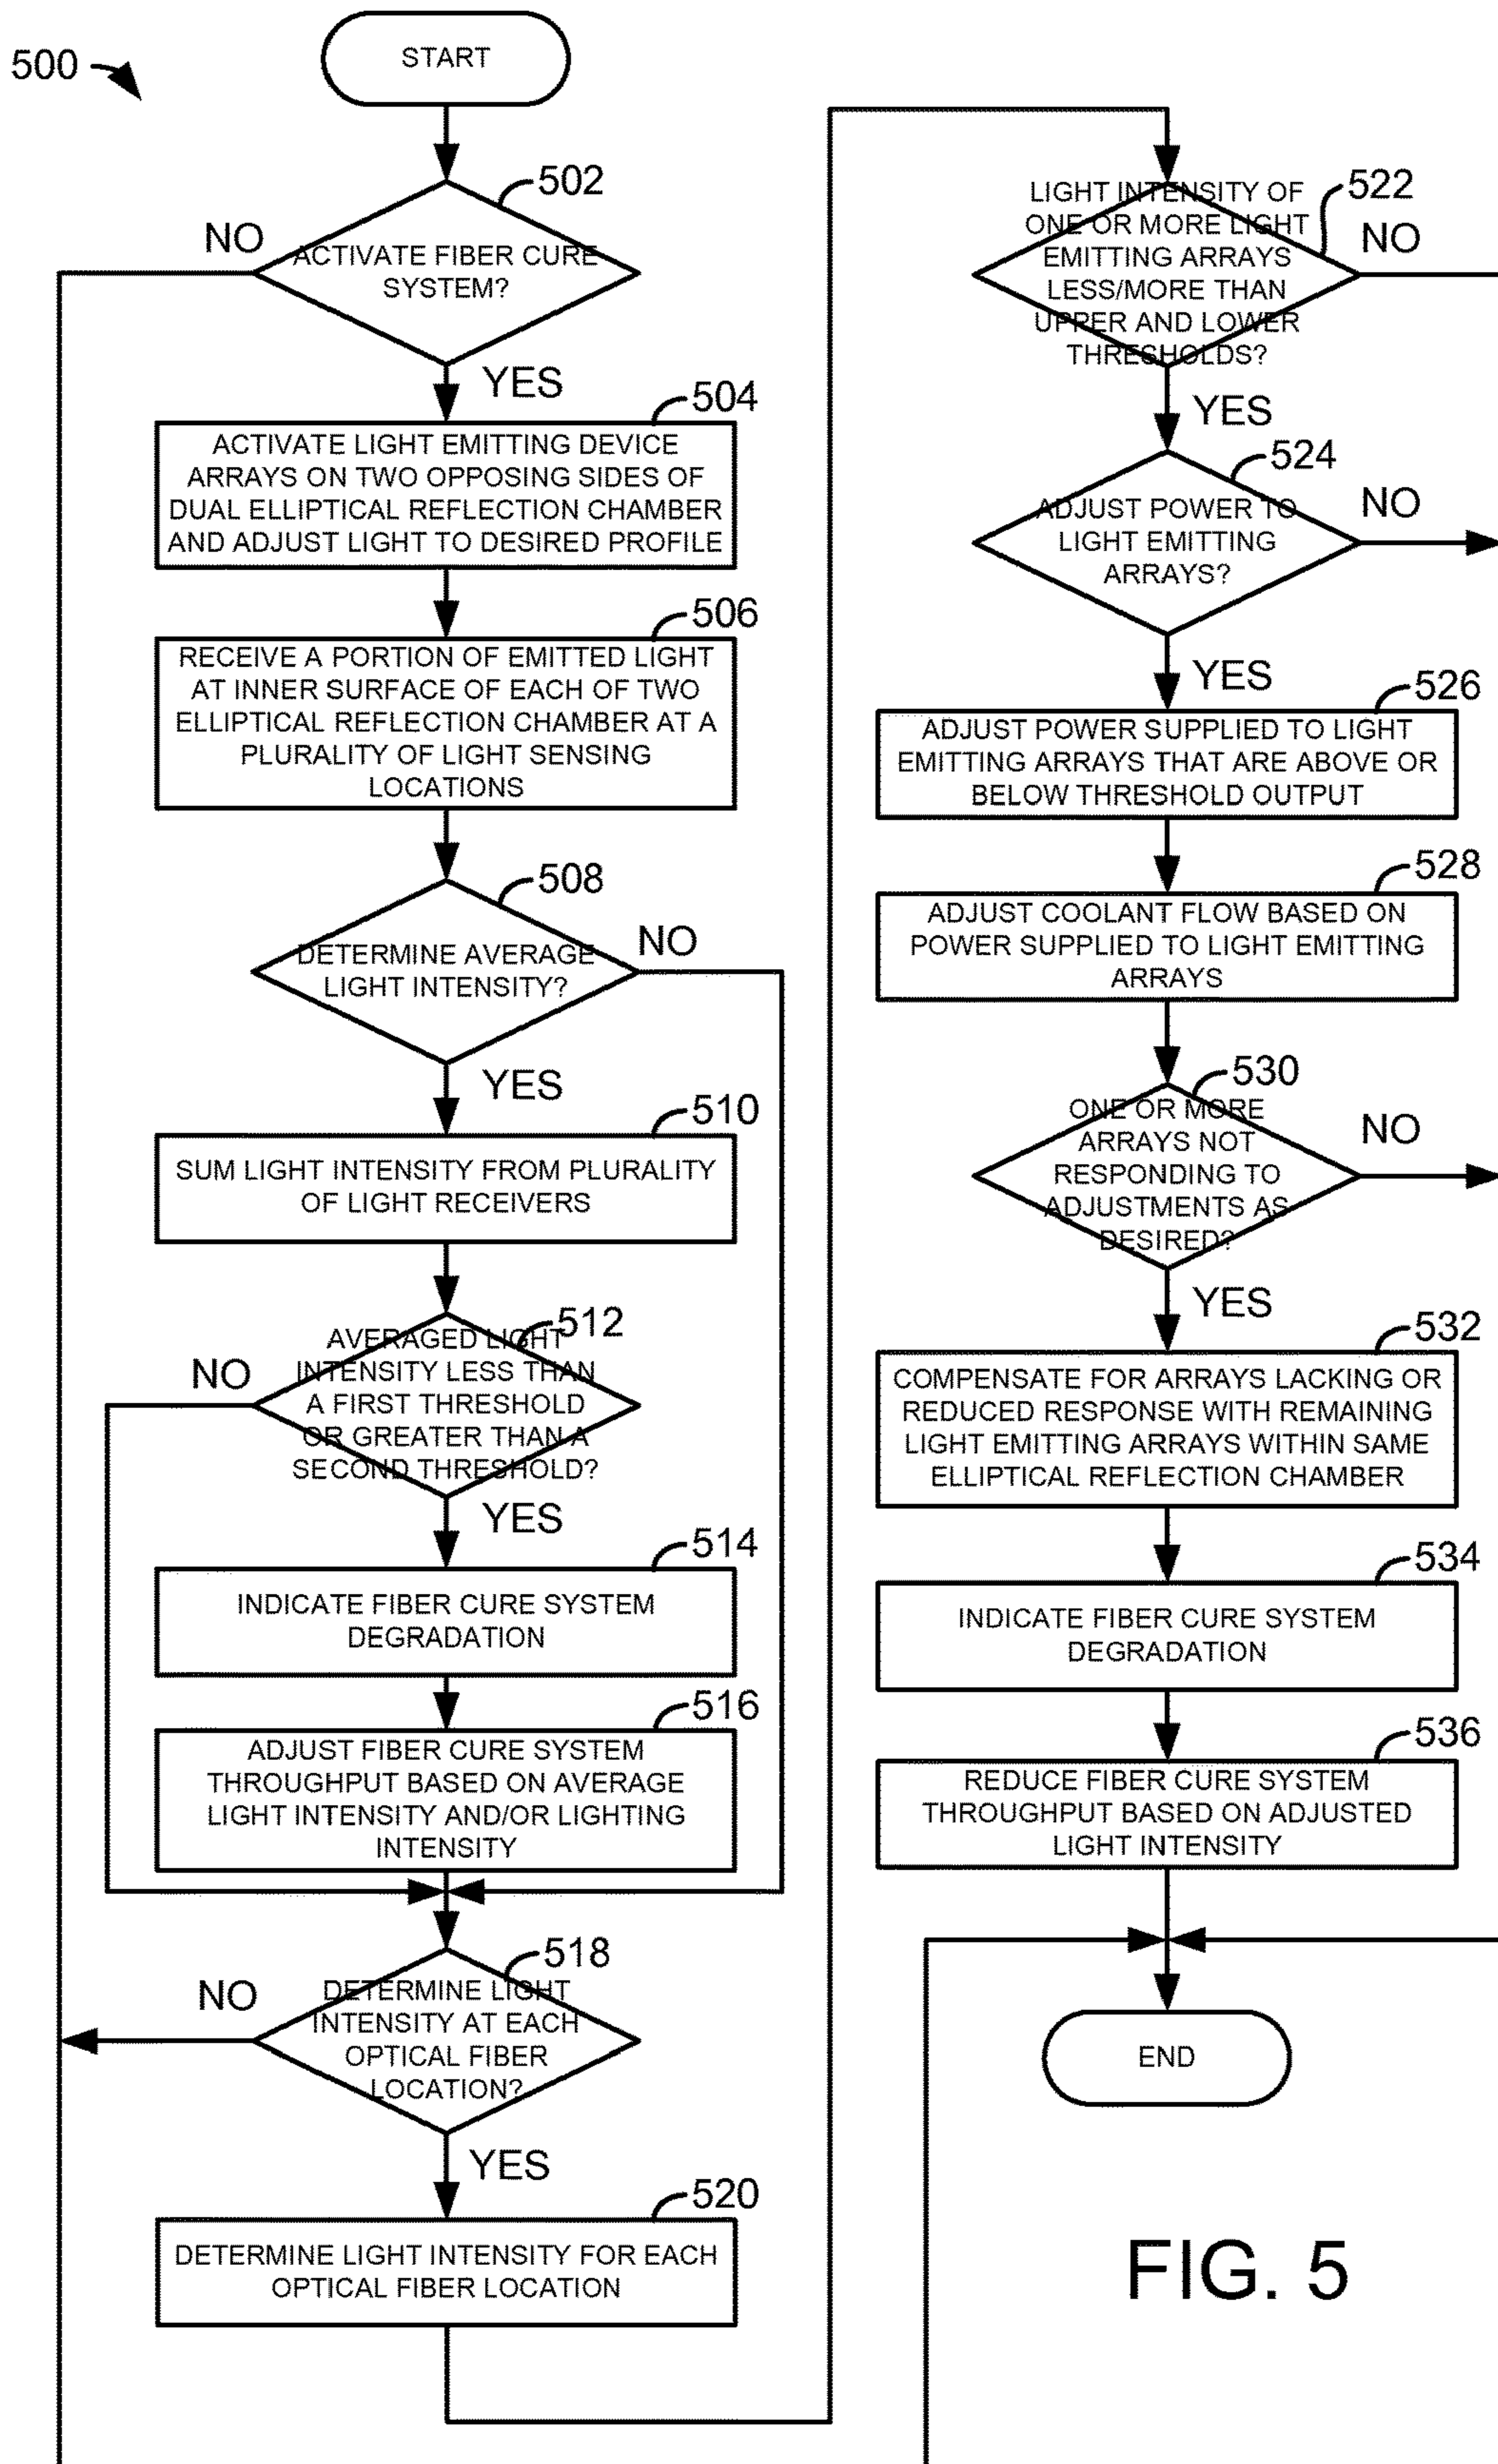 500
START
502
NO
ACTIVATE FIBER CURE
SYSTEM?
YES
504
ACTIVATE LIGHT EMITTING DEVICE
ARRAYS ON TWO OPPOSING SIDES OF
DUAL ELLIPTICAL REFLECTION CHAMBER
AND ADJUST LIGHT TO DESIRED PROFILE
506
RECEIVE A PORTION OF EMITTED LIGHT
AT INNER SURFACE OF EACH OF TWO
ELLIPTICAL REFLECTION CHAMBER AT A
PLURALITY OF LIGHT SENSING
LOCATIONS
508
NO
DETERMINE AVERAGE
LIGHT INTENSITY?
YES
510
SUM LIGHT INTENSITY FROM PLURALITY
OF LIGHT RECEIVERS
512
NO
AVERAGED LIGHT
INTENSITY LESS THAN
A FIRST THRESHOLD
OR GREATER THAN A
SECOND THRESHOLD?
YES
514
INDICATE FIBER CURE SYSTEM
DEGRADATION
516
ADJUST FIBER CURE SYSTEM
THROUGHPUT BASED ON AVERAGE
LIGHT INTENSITY AND/OR LIGHTING
INTENSITY
518
NO
DETERMINE LIGHT
INTENSITY AT EACH
OPTICAL FIBER
LOCATION?
YES
520
DETERMINE LIGHT INTENSITY FOR EACH
OPTICAL FIBER LOCATION
522
NO
LIGHT INTENSITY OF
ONE OR MORE LIGHT
EMITTING ARRAYS
LESS/MORE THAN
UPPER AND LOWER
THRESHOLDS?
YES
524
NO
ADJUST POWER TO
LIGHT EMITTING
ARRAYS?
YES
526
ADJUST POWER SUPPLIED TO LIGHT
EMITTING ARRAYS THAT ARE ABOVE OR
BELOW THRESHOLD OUTPUT
528
ADJUST COOLANT FLOW BASED ON
POWER SUPPLIED TO LIGHT EMITTING
ARRAYS
530
NO
ONE OR MORE
ARRAYS NOT
RESPONDING TO
ADJUSTMENTS AS
DESIRED?
YES
532
COMPENSATE FOR ARRAYS LACKING OR
REDUCED RESPONSE WITH REMAINING
LIGHT EMITTING ARRAYS WITHIN SAME
ELLIPTICAL REFLECTION CHAMBER
534
INDICATE FIBER CURE SYSTEM
DEGRADATION
536
REDUCE FIBER CURE SYSTEM
THROUGHPUT BASED ON ADJUSTED
LIGHT INTENSITY
END
FIG. 5